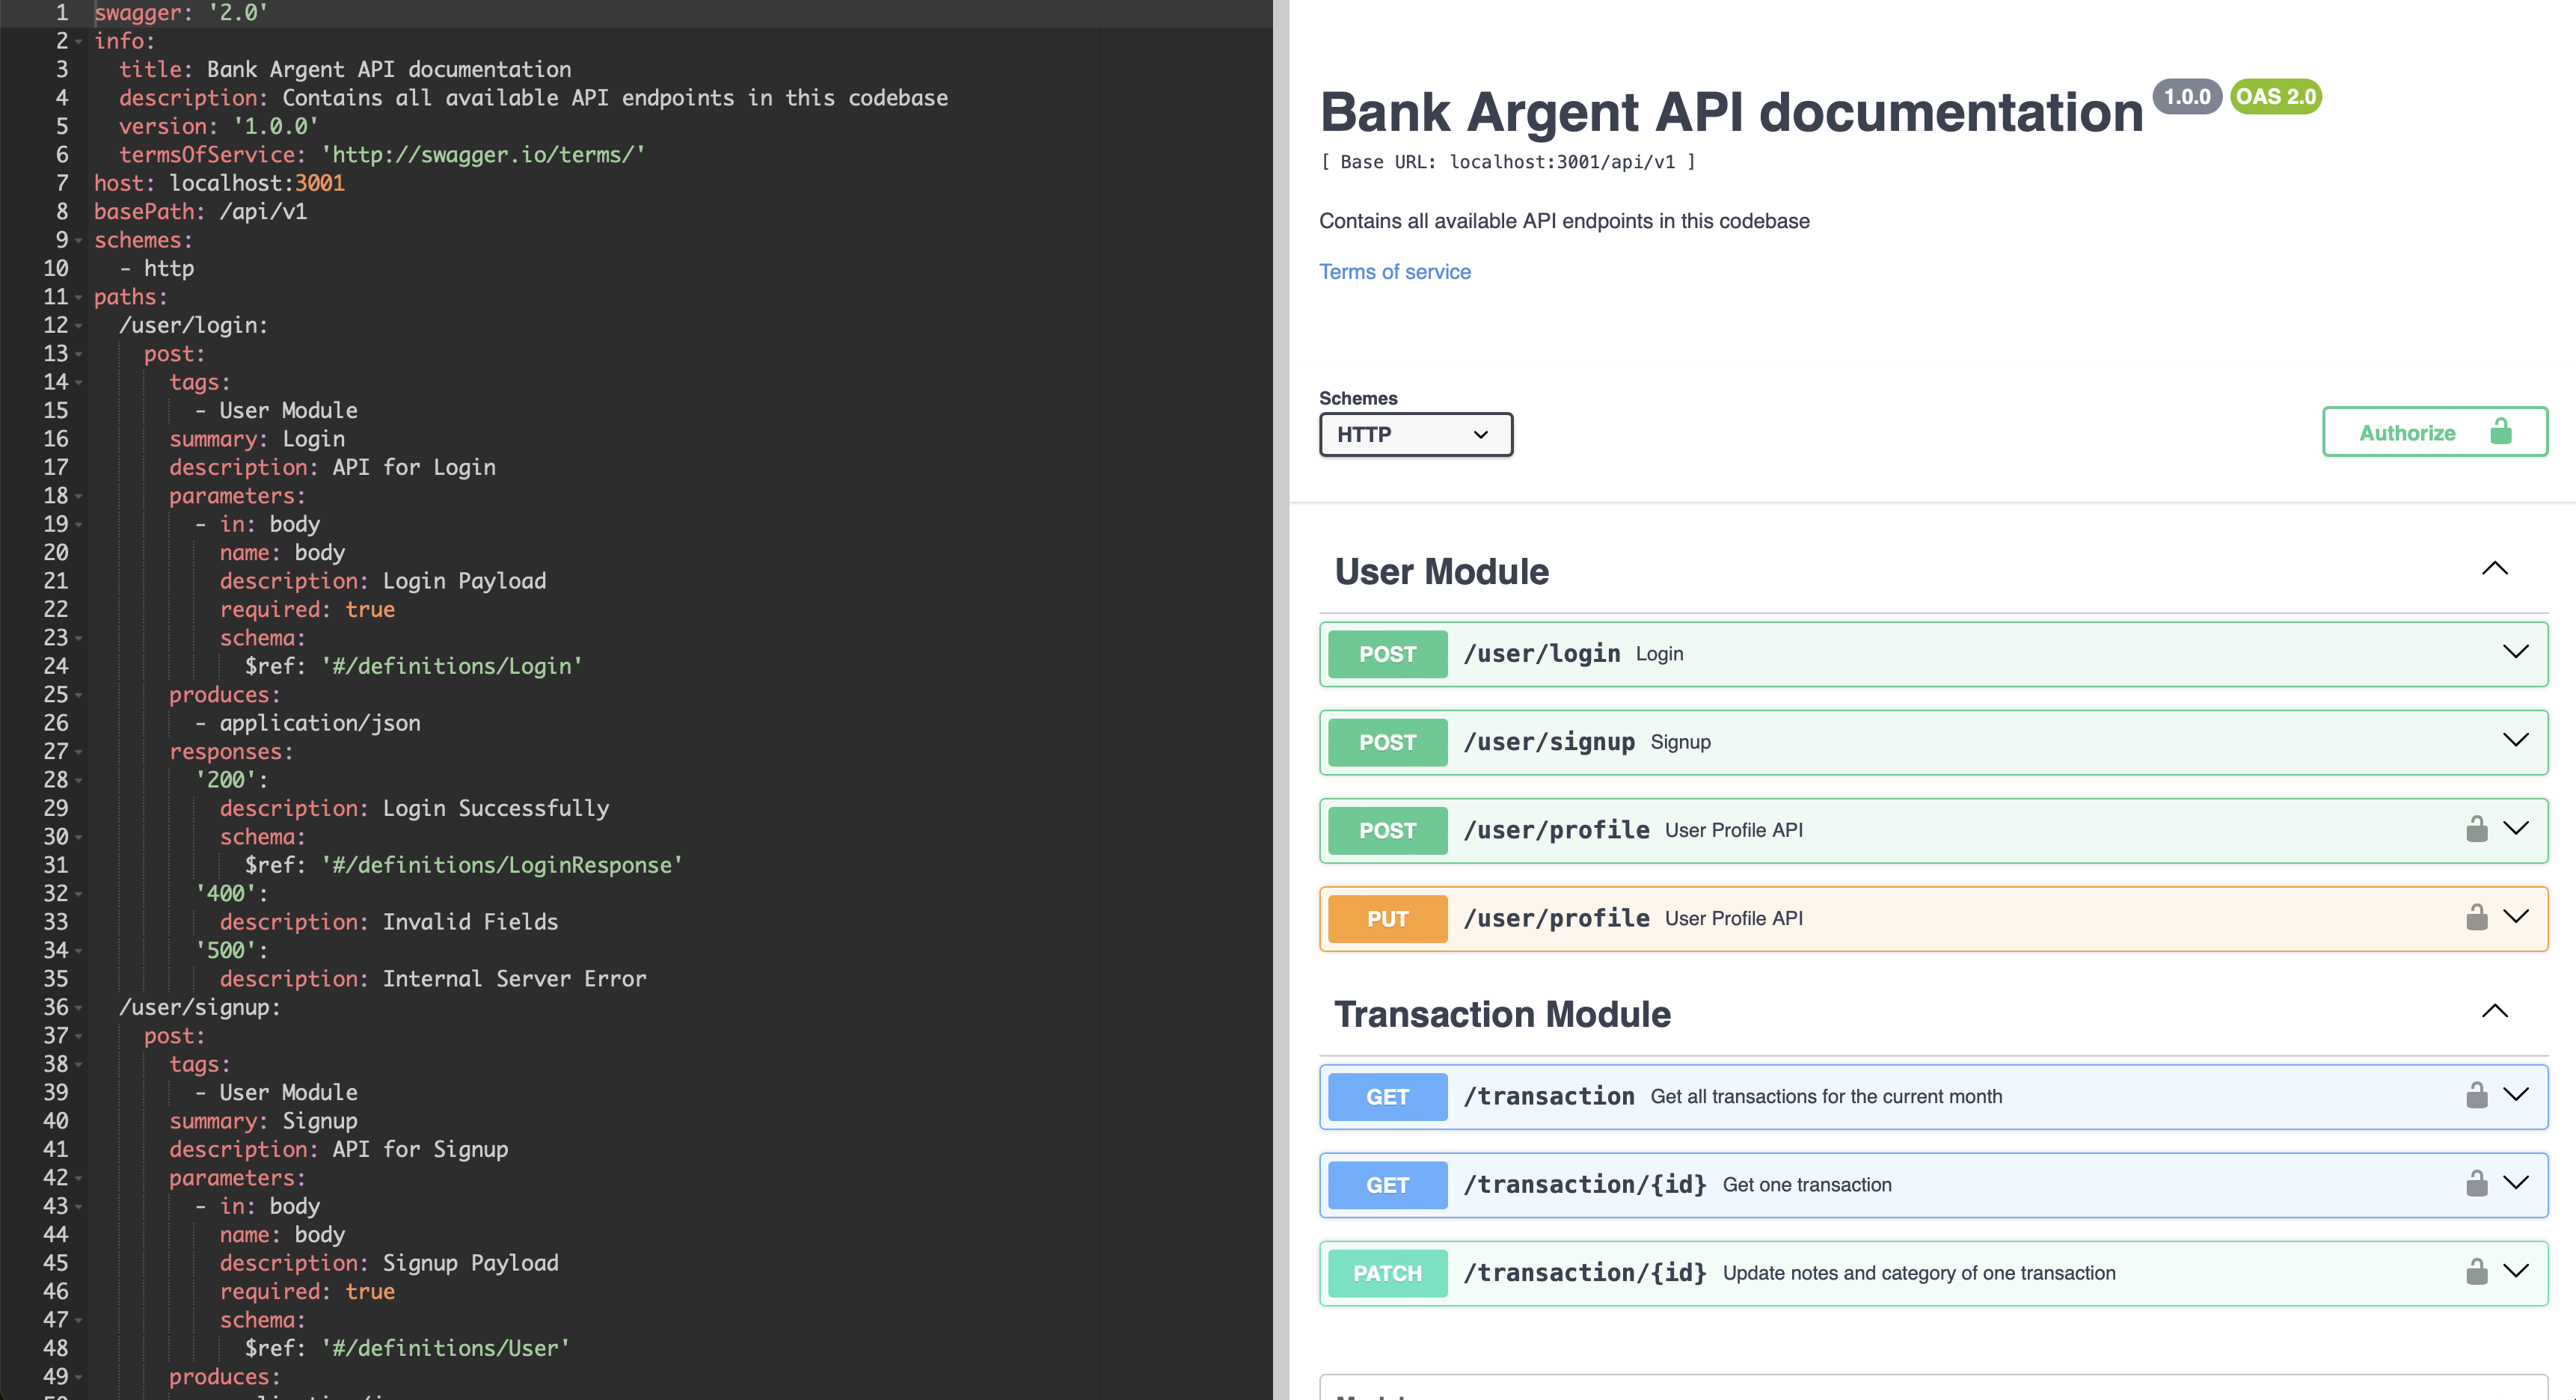 1 swagger: '2.0'
2 info:
3 title: Bank Argent API documentation
4 description: Contains all available API endpoints in this codebase
5 version: '1.0.0'
6 termsOfService: 'http://swagger.io/terms/'
7 host: localhost:3001
8 basePath: /api/v1
9 schemes:
10 - http
11 paths:
12 /user/login:
13 post:
14 tags:
15 - User Module
16 summary: Login
17 description: API for Login
18 parameters:
19 - in: body
20 name: body
21 description: Login Payload
22 required: true
23 schema:
24 $ref: '#/definitions/Login'
25 produces:
26 - application/json
27 responses:
28 '200':
29 description: Login Successfully
30 schema:
31 $ref: '#/definitions/LoginResponse'
32 '400':
33 description: Invalid Fields
34 '500':
35 description: Internal Server Error
36 /user/signup:
37 post:
38 tags:
39 - User Module
40 summary: Signup
41 description: API for Signup
42 parameters:
43 - in: body
44 name: body
45 description: Signup Payload
46 required: true
47 schema:
48 $ref: '#/definitions/User'
49 produces:
Bank Argent API documentation 1.0.0 OAS 2.0
[ Base URL: localhost:3001/api/v1 ]
Contains all available API endpoints in this codebase
Terms of service
Schemes
HTTP
Authorize
User Module
POST /user/login Login
POST /user/signup Signup
POST /user/profile User Profile API
PUT /user/profile User Profile API
Transaction Module
GET /transaction Get all transactions for the current month
GET /transaction/{id} Get one transaction
PATCH /transaction/{id} Update notes and category of one transaction